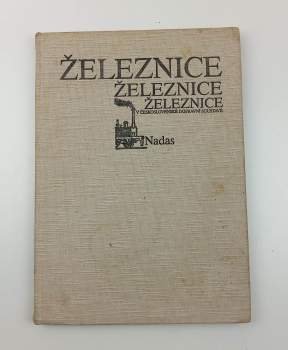 ŽELEZNICE
ŽELEZNICE
ŽELEZNICE
V ČESKOSLOVENSKÉ DOPRAVNÍ SOUSTAVĚ
Nadas